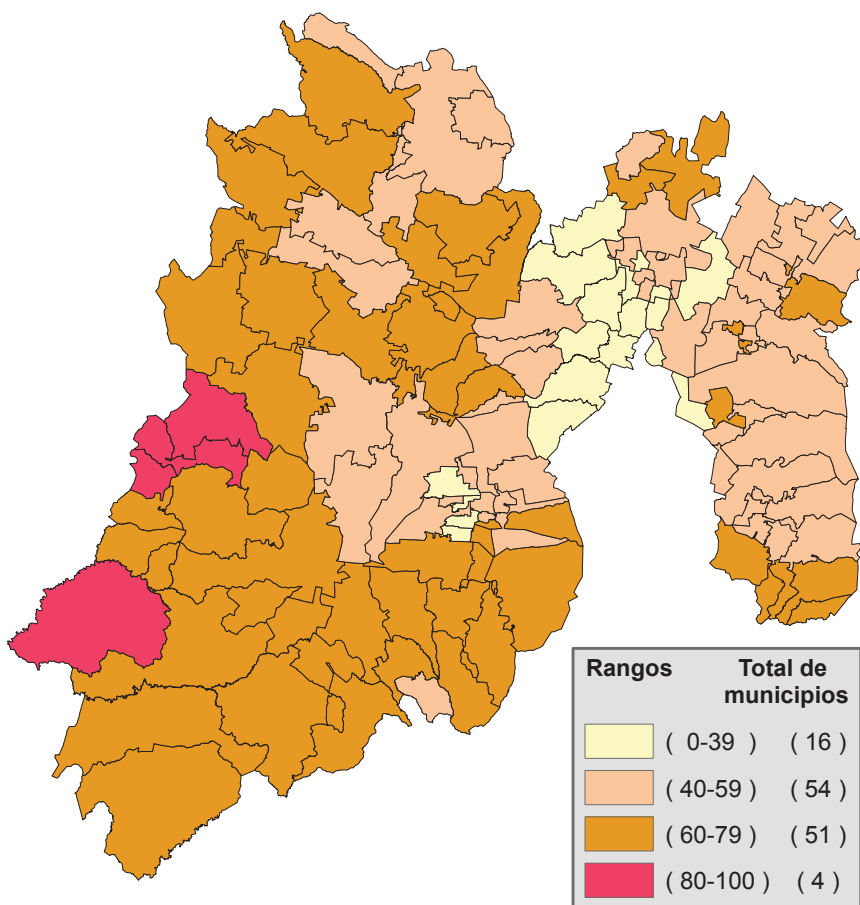 Rangos Total de municipios
( 0-39 ) ( 16 )
( 40-59 ) ( 54 )
( 60-79 ) ( 51 )
( 80-100 ) ( 4 )